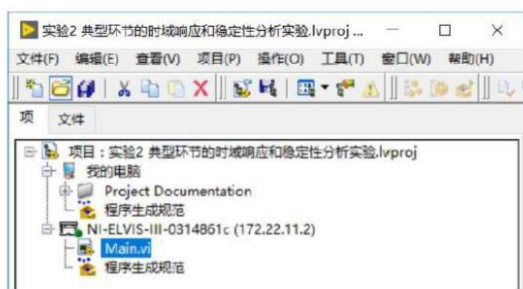 实验2 典型环节的时域响应和稳定性分析实验.lvproj ...
文件(F) 编辑(E) 查看(V) 项目(P) 操作(O) 工具(T) 窗口(W) 帮助(H)
项 文件
项目：实验2 典型环节的时域响应和稳定性分析实验.lvproj
我的电脑
Project Documentation
程序生成规范
NI-ELVIS-III-0314861c (172.22.11.2)
Main.vi
程序生成规范